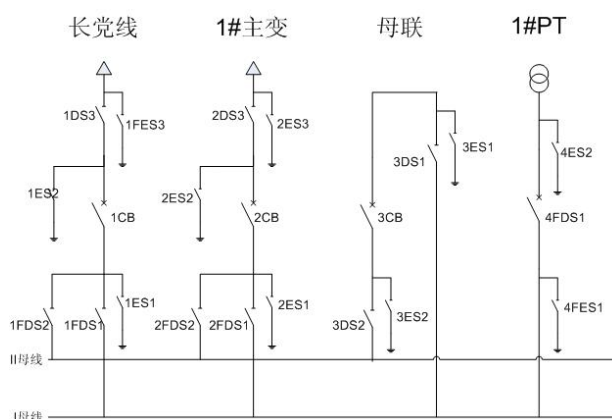 长党线 1#主变 母联 1#PT
1DS3 1FES3 2DS3 2ES3 3DS1 3ES1 4ES2
1ES2 1CB 2ES2 2CB 3CB 4FDS1
1FDS2 1FDS1 1ES1 2FDS2 2FDS1 2ES1 3DS2 3ES2 4FES1
II母线
I母线